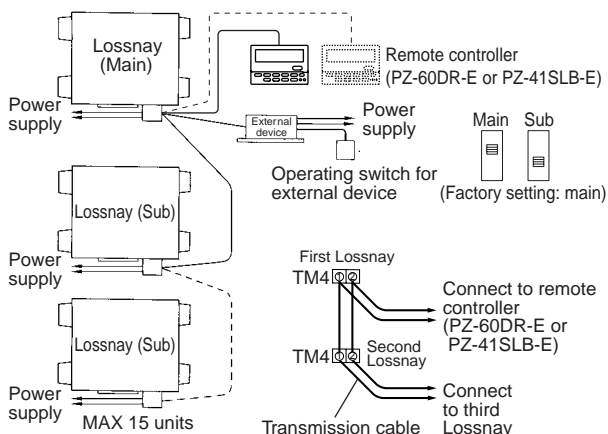 Lossnay
(Main)
Remote controller
(PZ-60DR-E or PZ-41SLB-E)
Power
supply
External
device
Power
supply
Operating switch for
external device
Main Sub
(Factory setting: main)
Lossnay (Sub)
Power
supply
Lossnay (Sub)
Power
supply
MAX 15 units
First Lossnay
TM4
Connect to remote
controller
(PZ-60DR-E or
PZ-41SLB-E)
TM4
Second
Lossnay
Transmission cable
Connect
to third
Lossnay